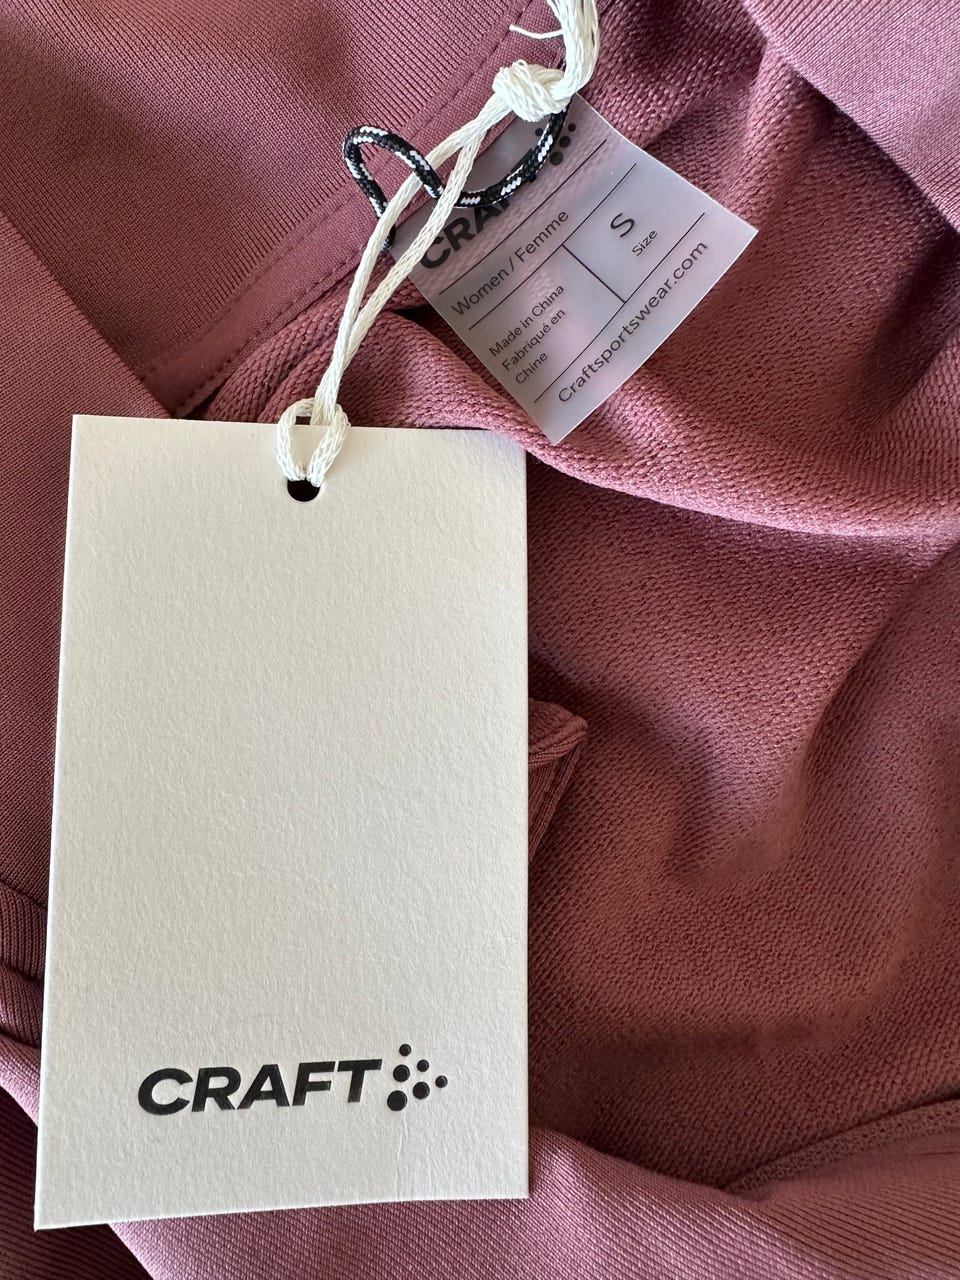 CRAFT
Women / Femme
Made in China
Fabriqué en
Chine
S
Size
Craftsportswear.com
CRAFT